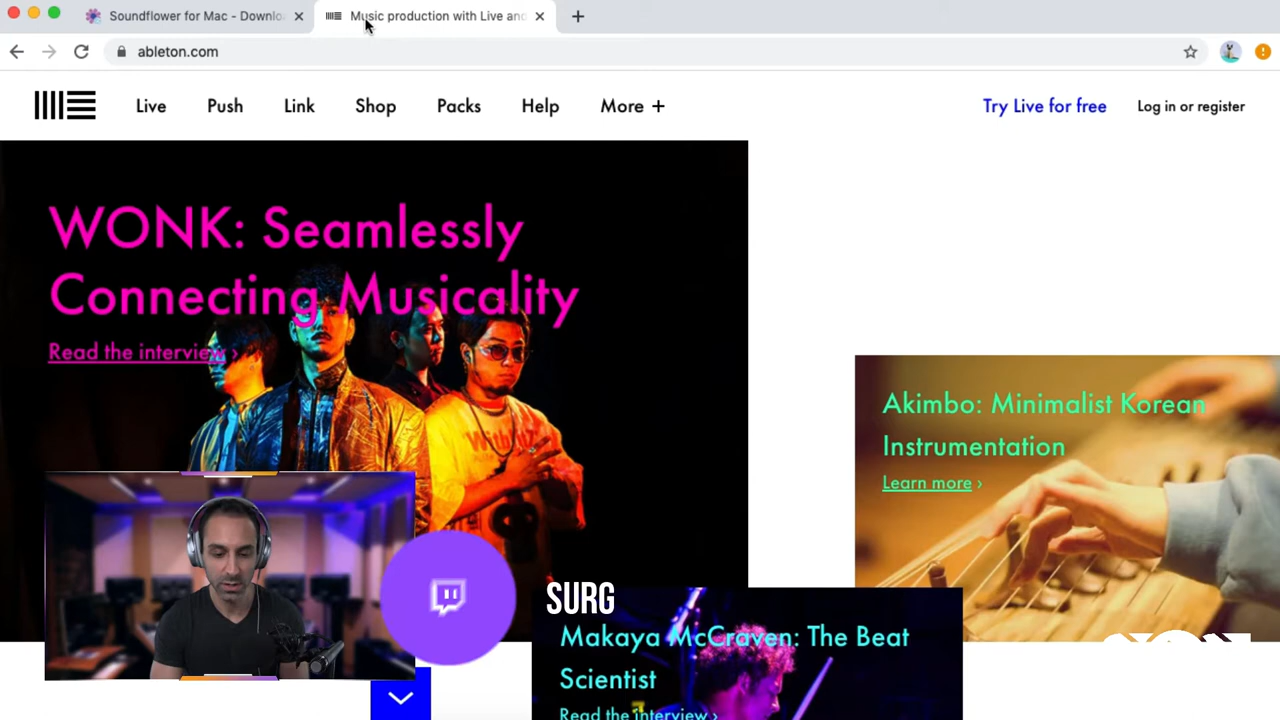 Soundflower for Mac - Downlo
Music production with Live and
ableton.com
Live
Push
Link
Shop
Packs
Help
More +
Try Live for free
Log in or register
WONK: Seamlessly
Connecting Musicality
Read the interview ›
Akimbo: Minimalist Korean
Instrumentation
Learn more ›
SURG
Makaya McCraven: The Beat
Scientist
Read the interview ›